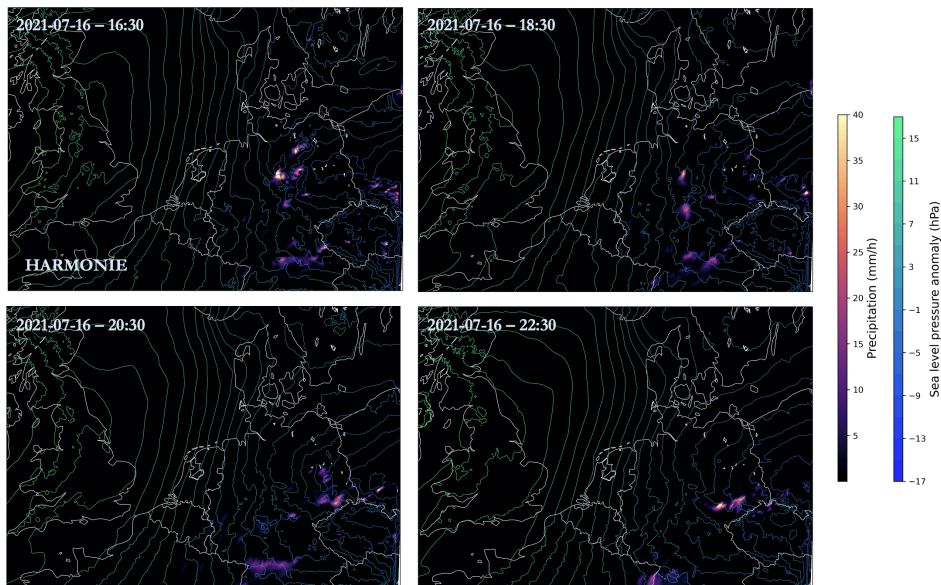 2021-07-16 — 16:30
HARMONIE
2021-07-16 — 18:30
2021-07-16 — 20:30
2021-07-16 — 22:30
40
35
30
25
20
15
10
5
Precipitation (mm/h)
15
11
7
3
−1
−5
−9
−13
−17
Sea level pressure anomaly (hPa)